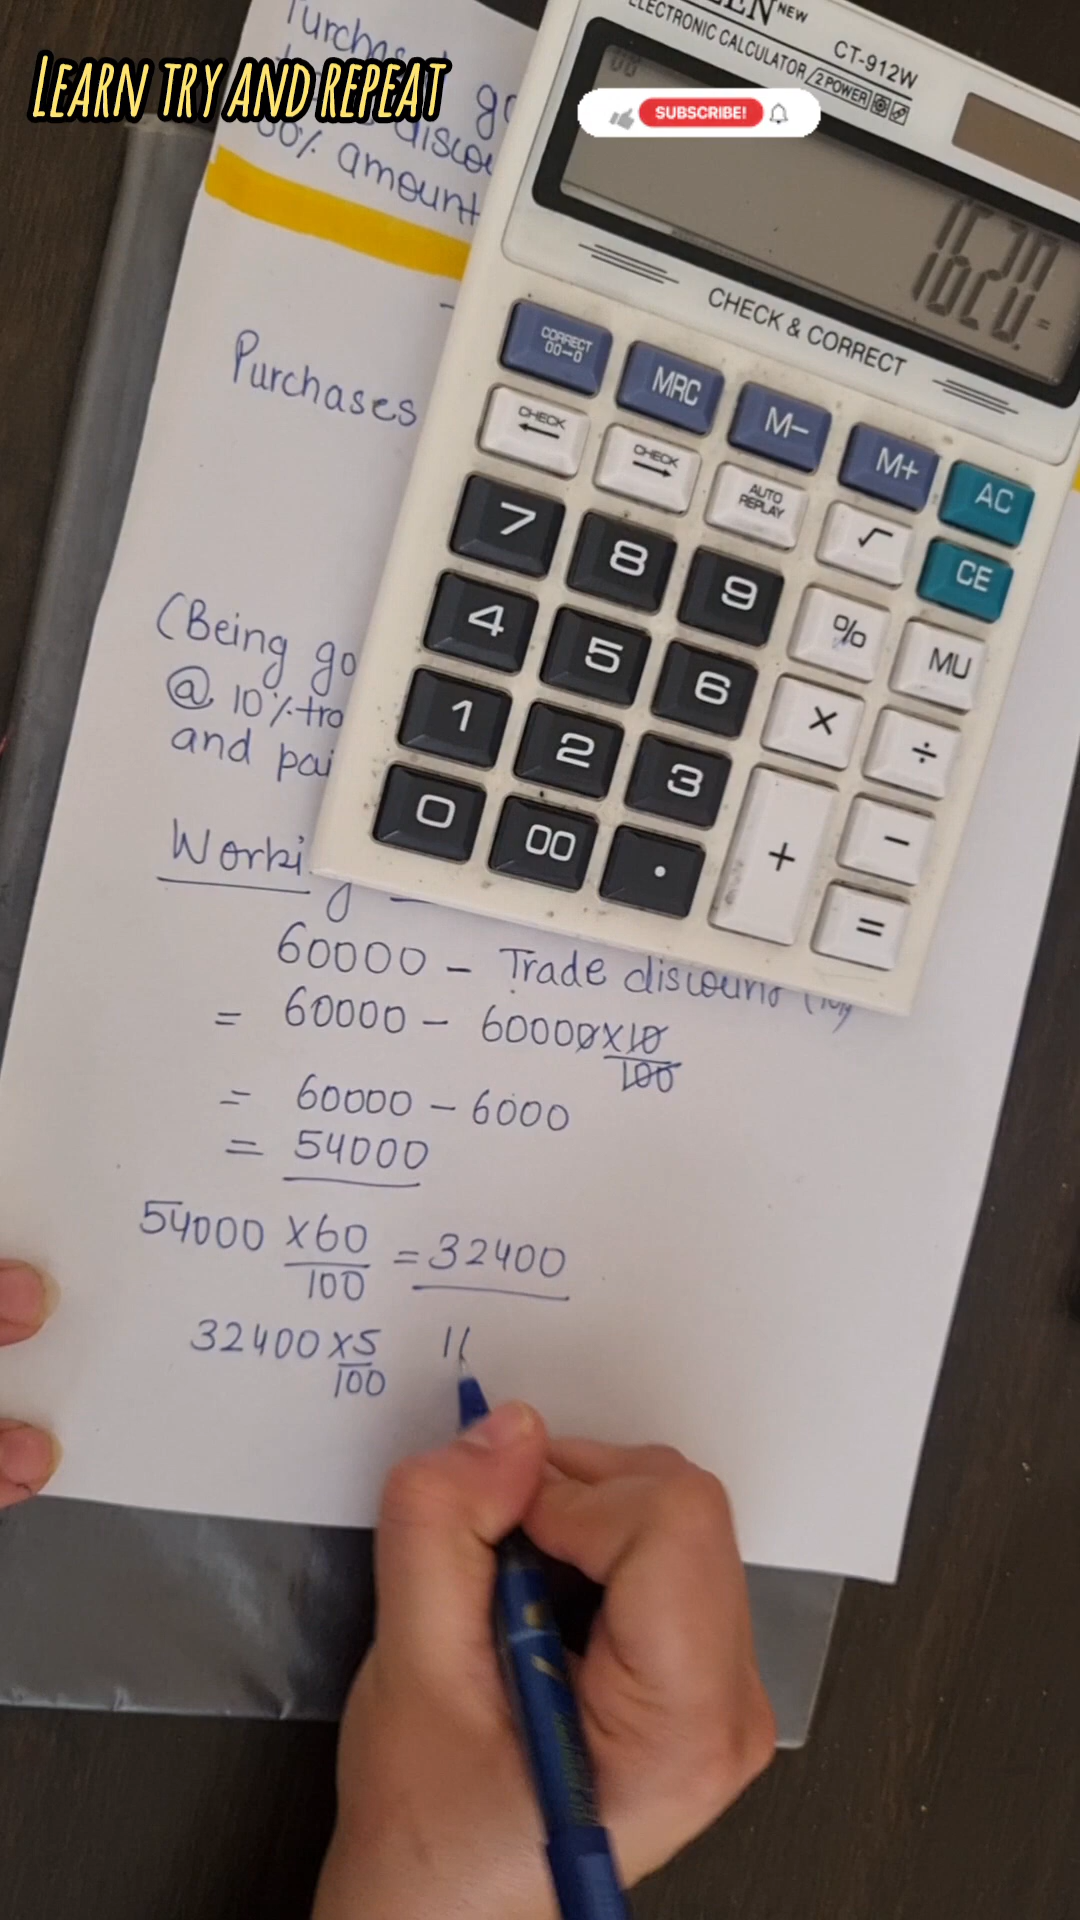 LEARN TRY AND REPEAT
SUBSCRIBE!
NEW
ELECTRONIC CALCULATOR
2 POWER
CT-912W
1620.
=
CHECK & CORRECT
CORRECT
00→0
MRC
M-
M+
AC
CHECK
←
CHECK
→
AUTO
REPLAY
√
CE
7 8 9 % MU
4 5 6 × ÷
1 2 3 + -
0 00 . =
60% amount
Purchases
(Being go
@ 10%
and
60000 - Trade discount
= 60000 - 60000 x 10
100
= 60000 - 6000
= 54000
54000 x 60 = 32400
100
32400 x 5
100